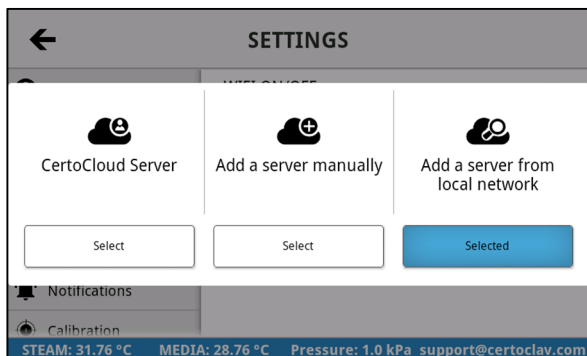 SETTINGS
CertoCloud Server
Add a server manually
Add a server from
local network
Select
Select
Selected
Notifications
Calibration
STEAM: 31.76 °C MEDIA: 28.76 °C Pressure: 1.0 kPa support@certoclav.com